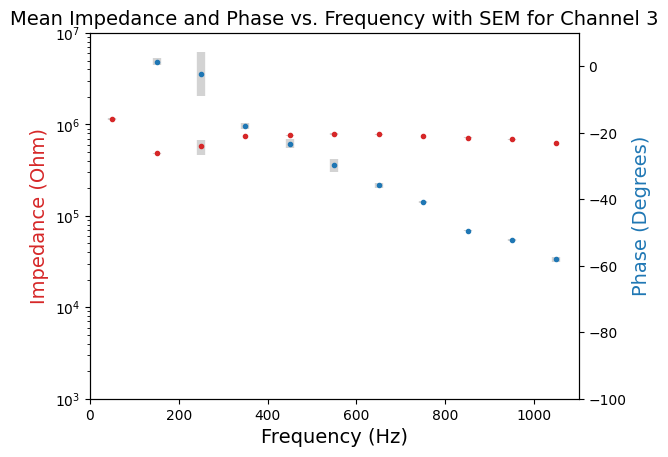 Mean Impedance and Phase vs. Frequency with SEM for Channel 3
Impedance (Ohm)
10^7
10^6
10^5
10^4
10^3
0 200 400 600 800 1000
Frequency (Hz)
0
−20
−40
−60
−80
−100
Phase (Degrees)